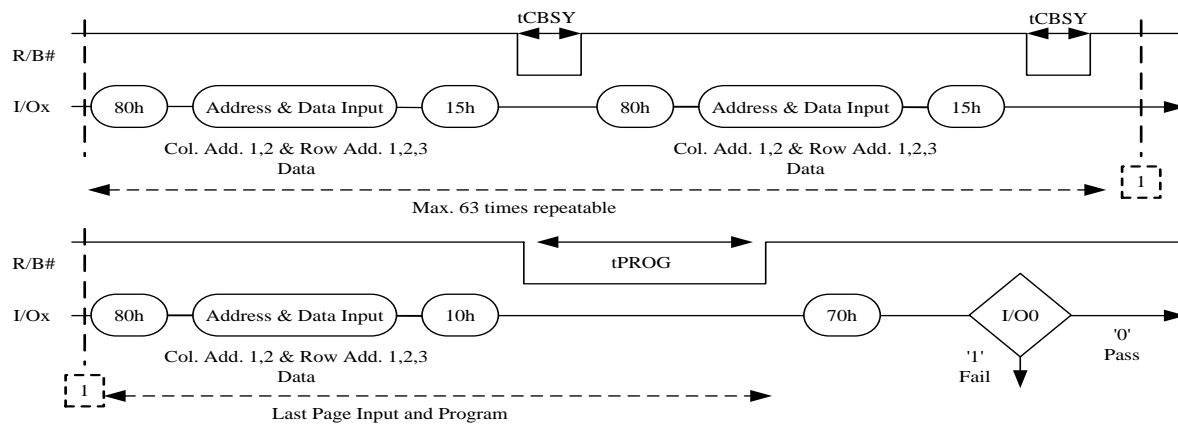 tCBSY tCBSY
R/B#
I/Ox 80h Address & Data Input 15h 80h Address & Data Input 15h
Col. Add. 1,2 & Row Add. 1,2,3 Col. Add. 1,2 & Row Add. 1,2,3
Data Data
1
Max. 63 times repeatable
R/B# tPROG
I/Ox 80h Address & Data Input 10h 70h I/O0 '0'
Pass
Col. Add. 1,2 & Row Add. 1,2,3 '1'
Data Fail
1
Last Page Input and Program